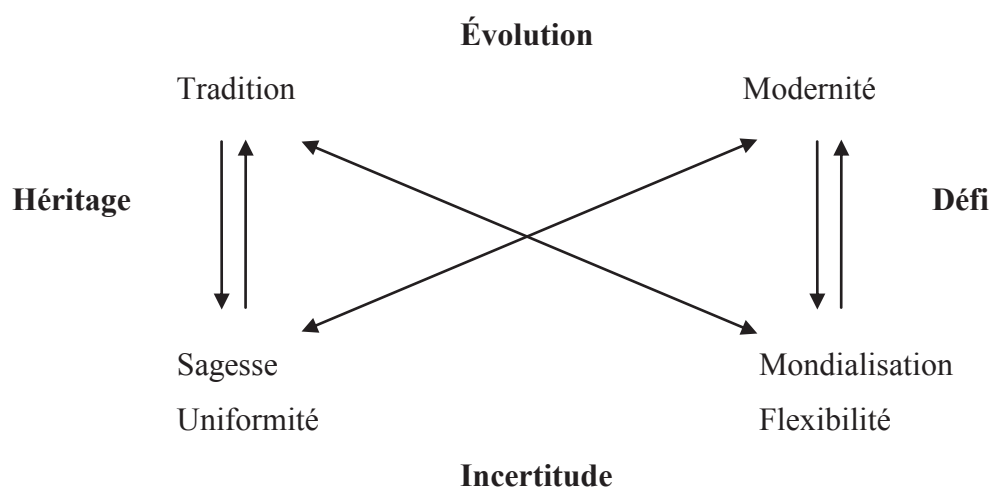 Évolution
Tradition Modernité
Héritage Défi
Sagesse Mondialisation
Uniformité Flexibilité
Incertitude